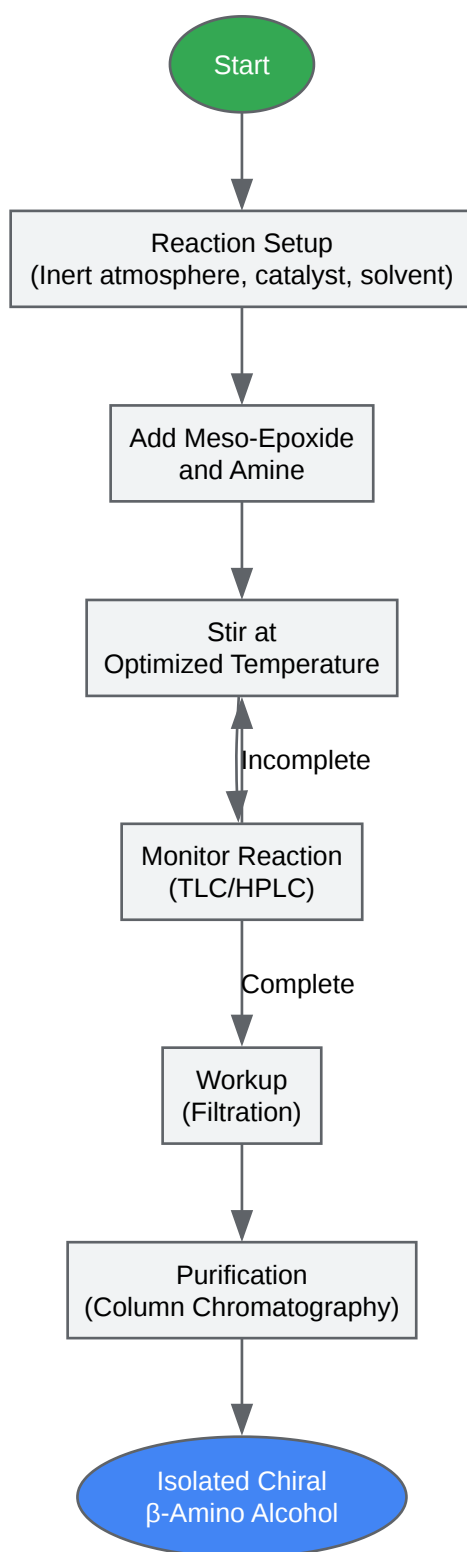 Start
Reaction Setup
(Inert atmosphere, catalyst, solvent)
Add Meso-Epoxide
and Amine
Stir at
Optimized Temperature
Incomplete
Monitor Reaction
(TLC/HPLC)
Complete
Workup
(Filtration)
Purification
(Column Chromatography)
Isolated Chiral
β-Amino Alcohol